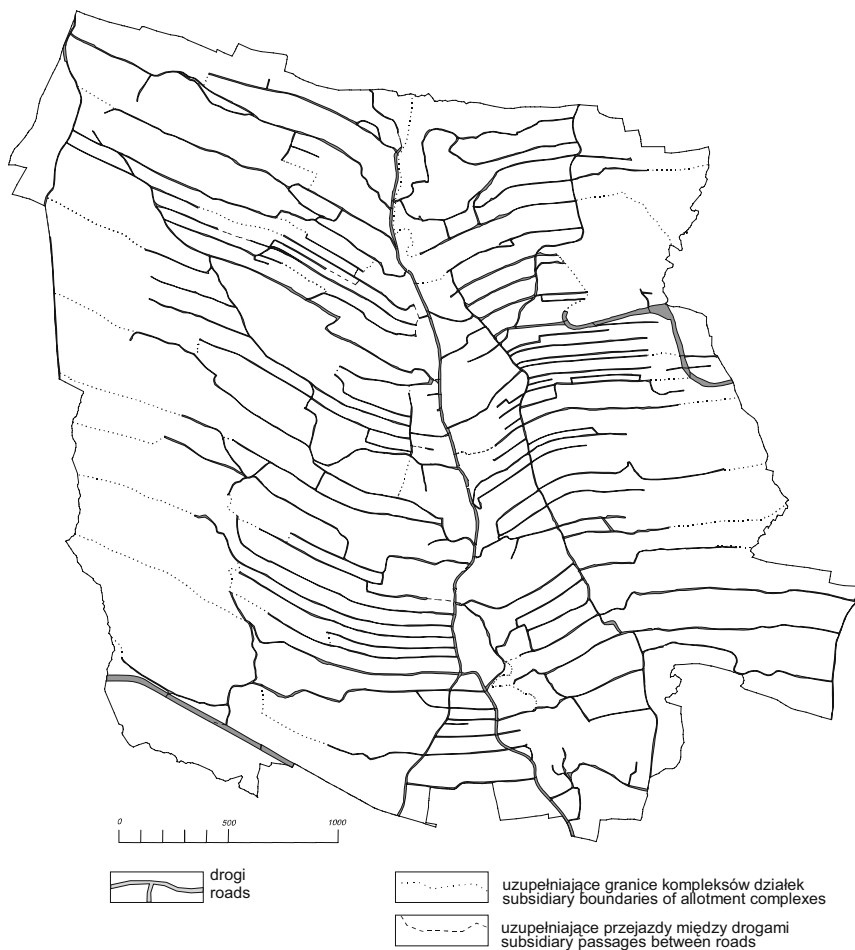 0 500 1000
drogi
roads
uzupełniające granice kompleksów działek
subsidiary boundaries of allotment complexes
uzupełniające przejazdy między drogami
subsidiary passages between roads